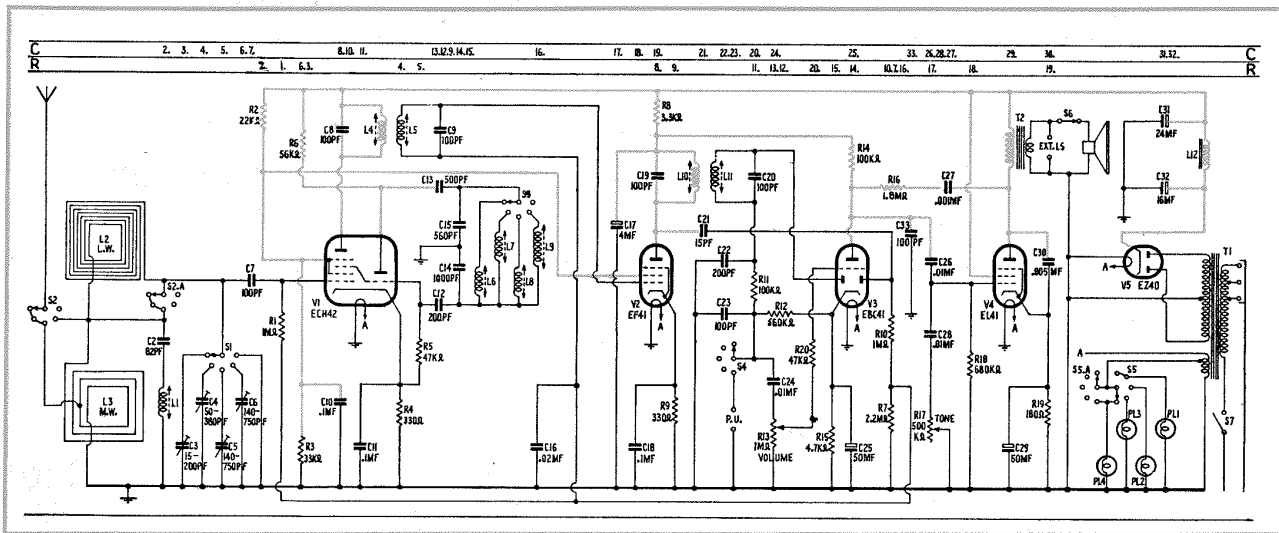 C 2. 3. 4. 5. 6.7. 8.10. 11. 13.12.9.14.15. 16. 17. 18. 19. 21. 22.23. 20. 24. 25. 33. 26.28.27. 29. 30. 31.32. C
R 2. 1. 6.3. 4. 5. 8. 9. 11. 13.12. 20. 15. 14. 10.7.16. 17. 18. 19. R
R2
22KΩ
R6
56KΩ
C8
100PF
L4
L5
C9
100PF
R8
3.3KΩ
T2
S6
EXT.LS
C31
24MF
L12
C32
16MF
C13 500PF
S8
C15
560PF
C14
1000PF
C12
200PF
L7
L9
L6
L8
C19
100PF
L10
L11
C20
100PF
R14
100KΩ
R16
1.8MΩ
C27
.001MF
C17
4MF
C21
15PF
C22
200PF
C33
100PF
C26
.01MF
C30
.005MF
L2
L.W.
S2
S2.A
C7
100PF
V1
ECH42
A
V2
EF41
A
R11
100KΩ
C23
100PF
R12
560KΩ
V3
EBC41
A
V4
EL41
A
A
V5
EZ40
T1
C2
82PF
S1
R1
1MΩ
R5
47KΩ
R20
47KΩ
R10
1MΩ
C28
.01MF
R18
680KΩ
A
L3
M.W.
L1
C4
50-
380PF
C6
140-
750PF
C3
15-
200PF
C5
140-
750PF
C10
.1MF
R3
33KΩ
C11
.1MF
R4
330Ω
C16
.02MF
C18
.1MF
R9
330Ω
S4
P.U.
C24
.01MF
R13
1MΩ
VOLUME
R15
4.7KΩ
C25
50MF
R7
2.2MΩ
R17
500
KΩ
TONE
C29
50MF
R19
180Ω
S5.A
S5
PL3
PL1
PL4
PL2
S7